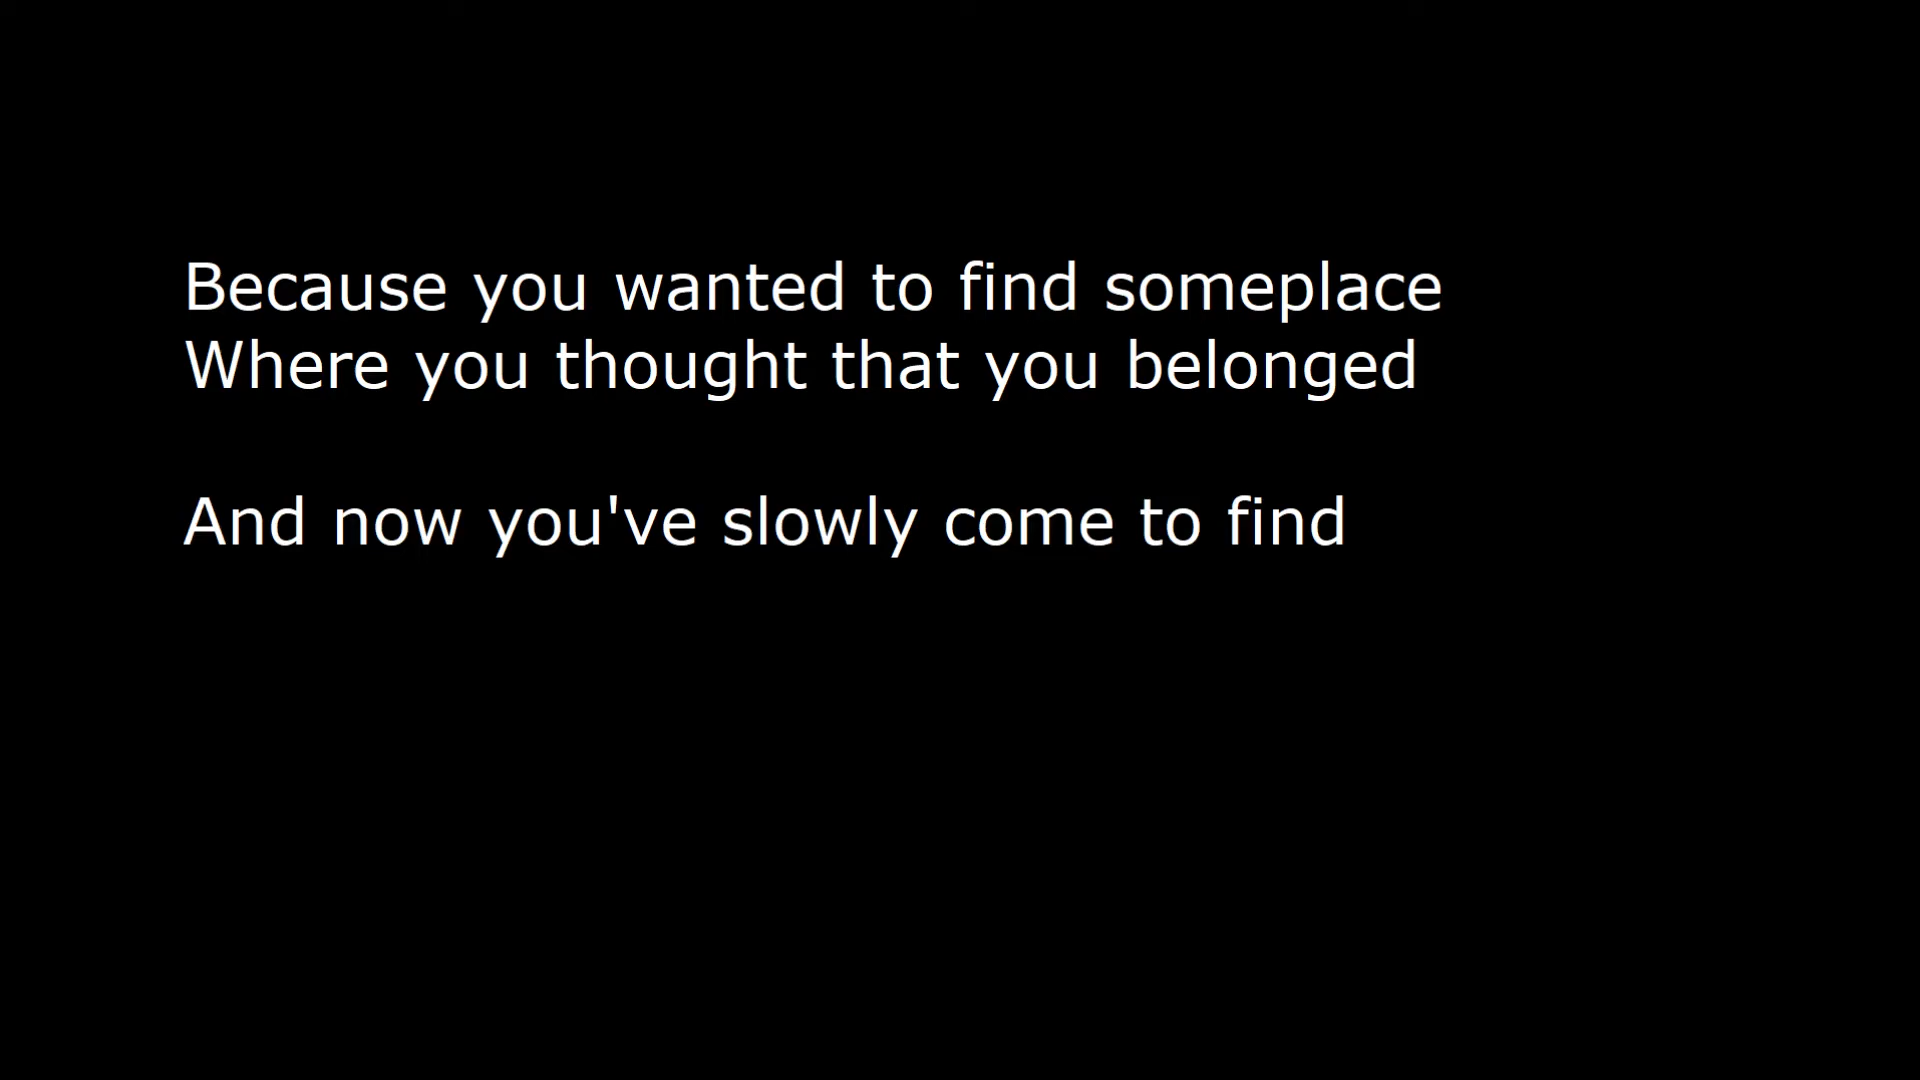 Because you wanted to find someplace
Where you thought that you belonged
And now you've slowly come to find